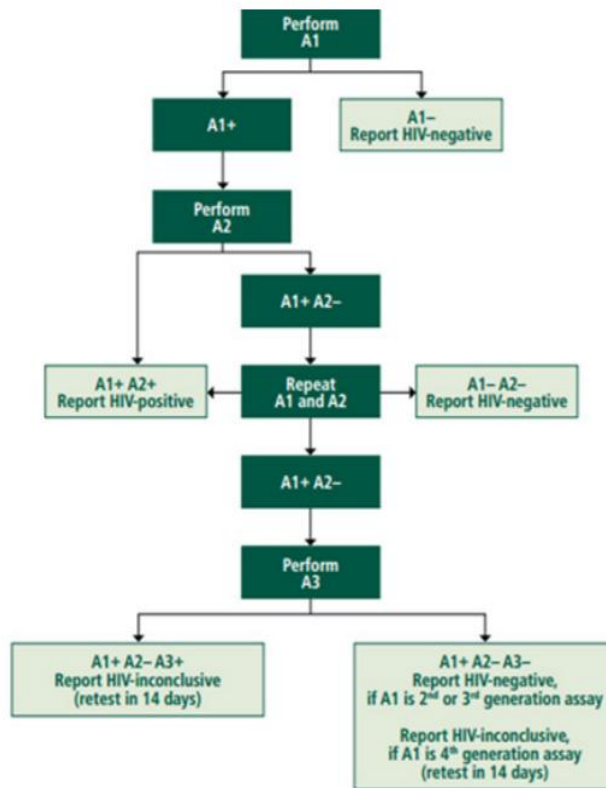 Perform
A1
A1+
A1–
Report HIV-negative
Perform
A2
A1+ A2–
A1+ A2+
Report HIV-positive
Repeat
A1 and A2
A1– A2–
Report HIV-negative
A1+ A2–
Perform
A3
A1+ A2– A3+
Report HIV-inconclusive
(retest in 14 days)
A1+ A2– A3–
Report HIV-negative,
if A1 is 2nd or 3rd generation assay
Report HIV-inconclusive,
if A1 is 4th generation assay
(retest in 14 days)